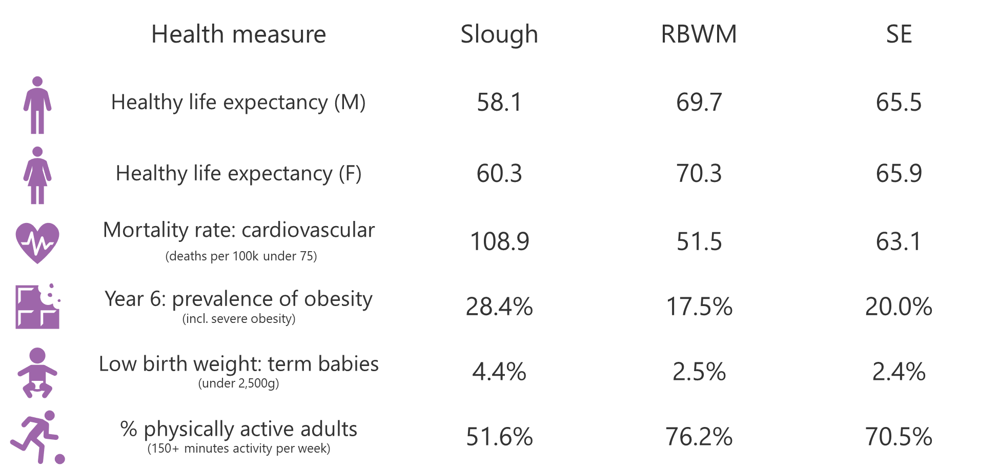 Health measure Slough RBWM SE
Healthy life expectancy (M) 58.1 69.7 65.5
Healthy life expectancy (F) 60.3 70.3 65.9
Mortality rate: cardiovascular
(deaths per 100k under 75)
108.9 51.5 63.1
Year 6: prevalence of obesity
(incl. severe obesity)
28.4% 17.5% 20.0%
Low birth weight: term babies
(under 2,500g)
4.4% 2.5% 2.4%
% physically active adults
(150+ minutes activity per week)
51.6% 76.2% 70.5%